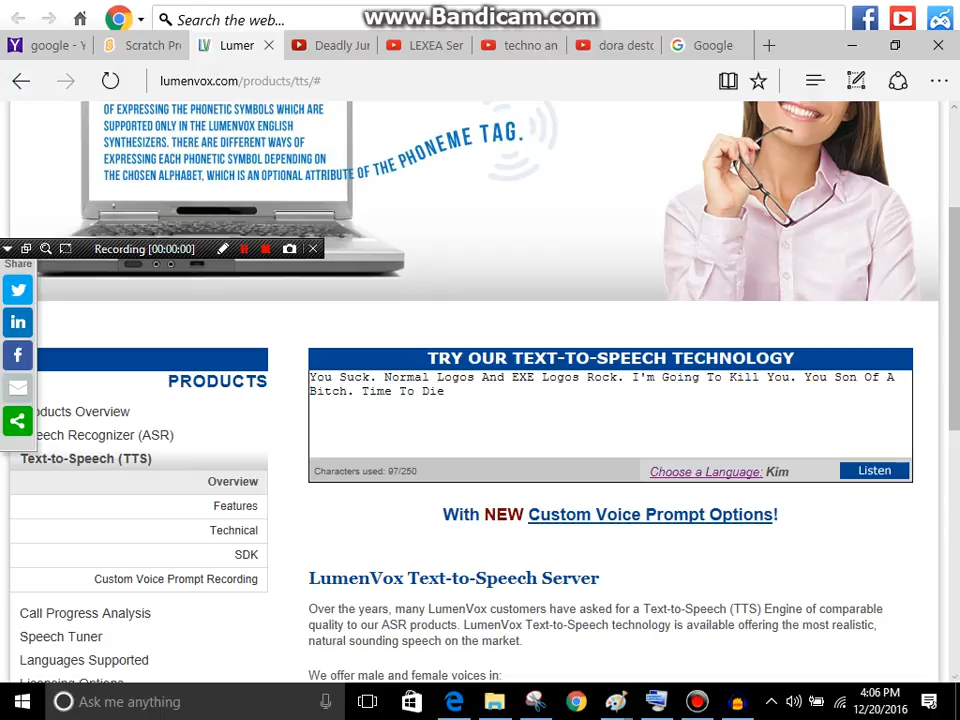 www.Bandicam.com
Search the web...
google - Y
Scratch Pr
Lumer
Deadly Jur
LEXEA Ser
techno an
dora desto
Google
lumenvox.com/products/tts/#
OF EXPRESSING THE PHONETIC SYMBOLS WHICH ARE
SUPPORTED ONLY IN THE LUMENVOX ENGLISH
SYNTHESIZERS. THERE ARE DIFFERENT WAYS OF
EXPRESSING EACH PHONETIC SYMBOL DEPENDING ON
THE CHOSEN ALPHABET, WHICH IS AN OPTIONAL ATTRIBUTE OF THE PHONEME TAG.
Recording [00:00:00]
Share
TRY OUR TEXT-TO-SPEECH TECHNOLOGY
You Suck. Normal Logos And EXE Logos Rock. I'm Going To Kill You. You Son Of A
Bitch. Time To Die
Characters used: 97/250
Choose a Language: Kim
Listen
With NEW Custom Voice Prompt Options!
PRODUCTS
oducts Overview
eech Recognizer (ASR)
Text-to-Speech (TTS)
Overview
Features
Technical
SDK
Custom Voice Prompt Recording
Call Progress Analysis
Speech Tuner
Languages Supported
Licensing Options
LumenVox Text-to-Speech Server
Over the years, many LumenVox customers have asked for a Text-to-Speech (TTS) Engine of comparable
quality to our ASR products. LumenVox Text-to-Speech technology is available offering the most realistic,
natural sounding speech on the market.
We offer male and female voices in:
Ask me anything
4:06 PM
12/20/2016